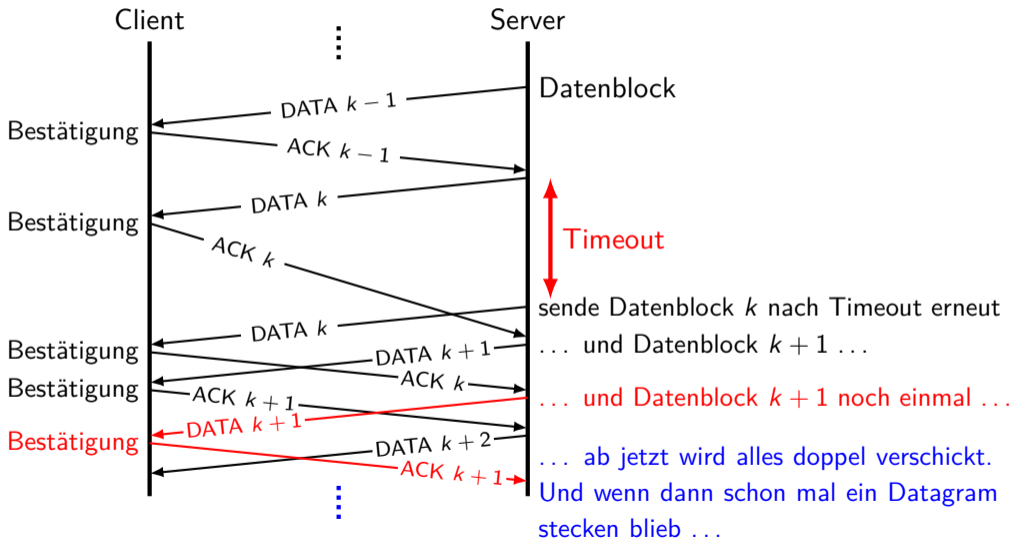 Client
Server
Datenblock
DATA k − 1
Bestätigung
ACK k − 1
DATA k
Bestätigung
Timeout
ACK k
sende Datenblock k nach Timeout erneut
DATA k
Bestätigung
DATA k + 1
... und Datenblock k + 1 ...
ACK k
Bestätigung
ACK k + 1
... und Datenblock k + 1 noch einmal ...
DATA k + 1
Bestätigung
DATA k + 2
... ab jetzt wird alles doppel verschickt.
ACK k + 1
Und wenn dann schon mal ein Datagram
stecken blieb ...